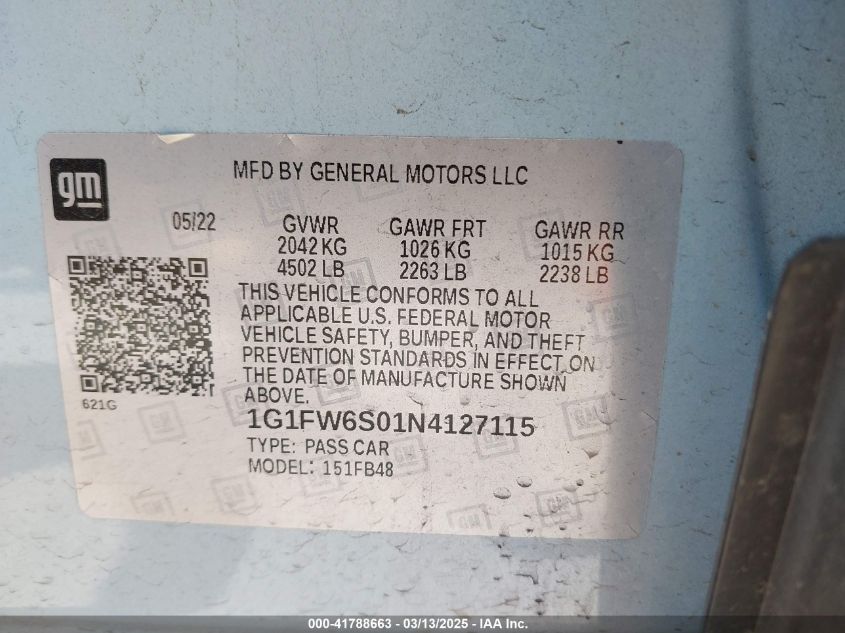 gm
MFD BY GENERAL MOTORS LLC
05/22
GVWR GAWR FRT GAWR RR
2042 KG 1026 KG 1015 KG
4502 LB 2263 LB 2238 LB
THIS VEHICLE CONFORMS TO ALL
APPLICABLE U.S. FEDERAL MOTOR
VEHICLE SAFETY, BUMPER, AND THEFT
PREVENTION STANDARDS IN EFFECT ON
THE DATE OF MANUFACTURE SHOWN
ABOVE.
621G
1G1FW6S01N4127115
TYPE: PASS CAR
MODEL: 151FB48
000-41788663 - 03/13/2025 - IAA Inc.